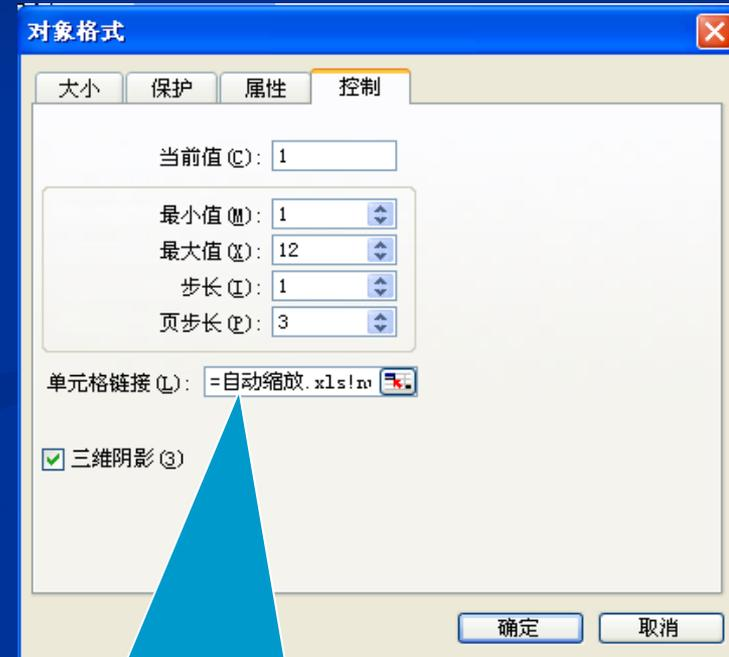 对象格式
大小 保护 属性 控制
当前值(C): 1
最小值(M): 1
最大值(X): 12
步长(I): 1
页步长(P): 3
单元格链接(L): =自动缩放.xls!
三维阴影(3)
确定 取消